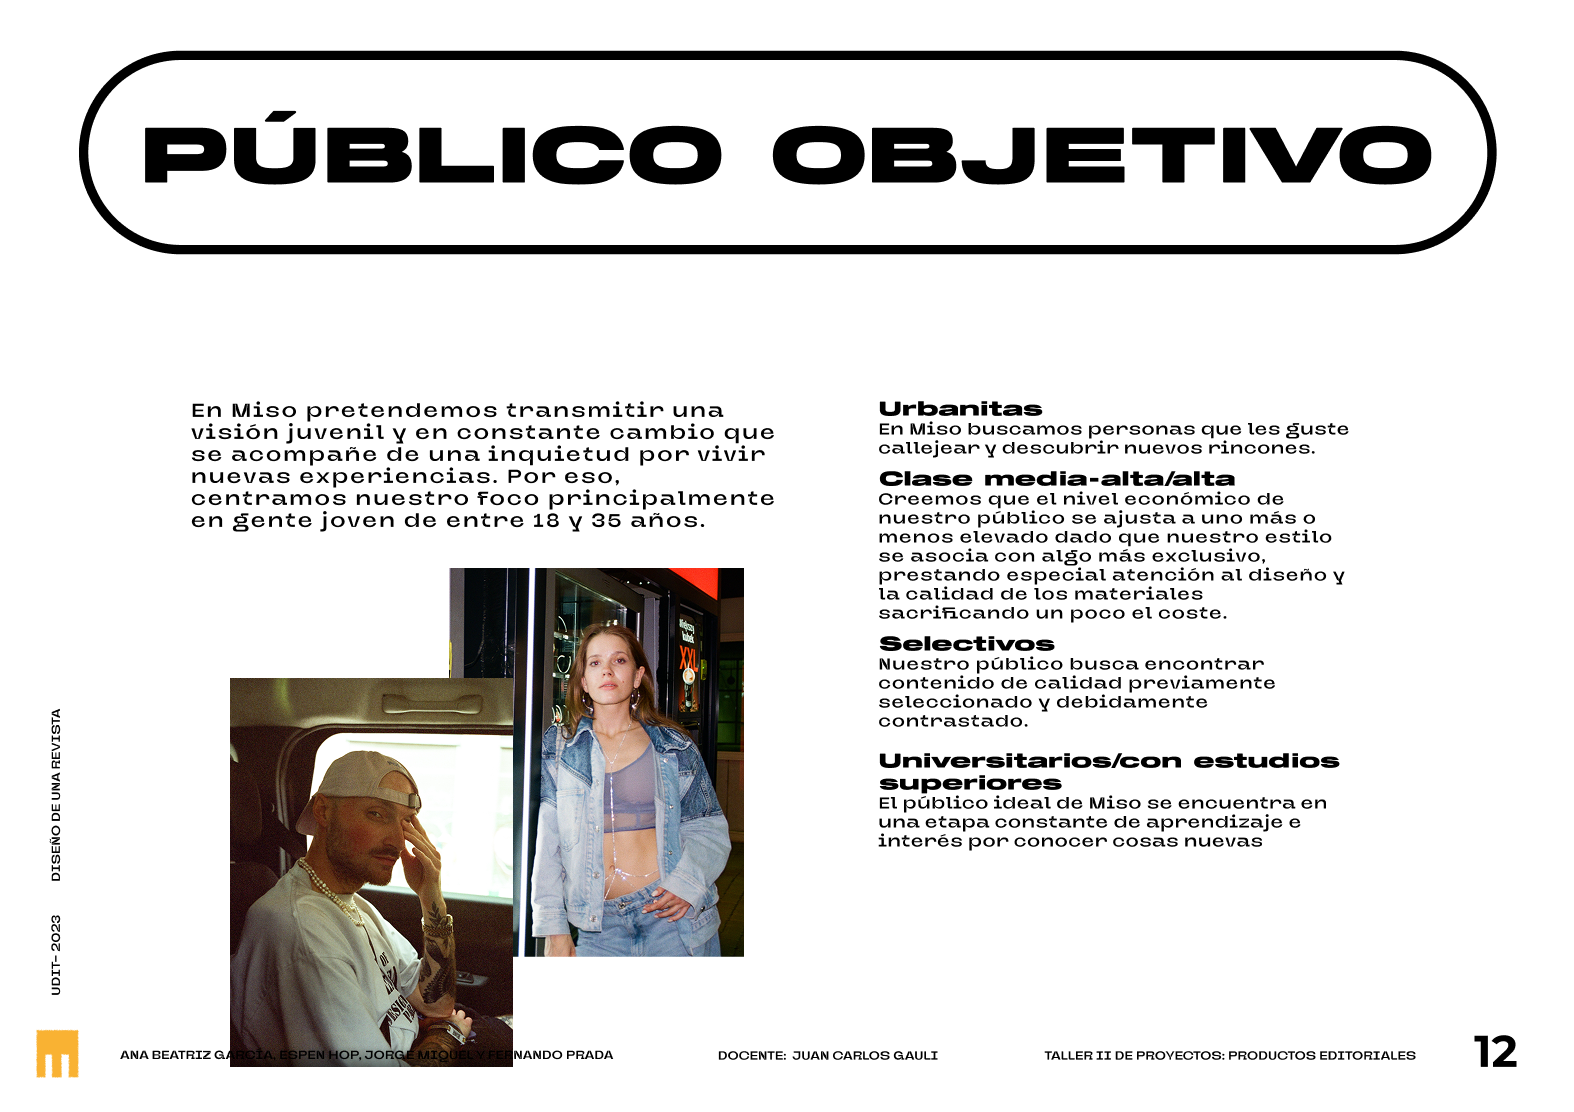 PÚBLICO OBJETIVO
En Miso pretendemos transmitir una
visión juvenil y en constante cambio que
se acompañe de una inquietud por vivir
nuevas experiencias. Por eso,
centramos nuestro foco principalmente
en gente joven de entre 18 y 35 años.
Urbanitas
En Miso buscamos personas que les guste
callejear y descubrir nuevos rincones.
Clase media-alta/alta
Creemos que el nivel económico de
nuestro público se ajusta a uno más o
menos elevado dado que nuestro estilo
se asocia con algo más exclusivo,
prestando especial atención al diseño y
la calidad de los materiales
sacrificando un poco el coste.
Selectivos
Nuestro público busca encontrar
contenido de calidad previamente
seleccionado y debidamente
contrastado.
Universitarios/con estudios
superiores
El público ideal de Miso se encuentra en
una etapa constante de aprendizaje e
interés por conocer cosas nuevas
XXL
UDIT- 2023 DISEÑO DE UNA REVISTA
ANA BEATRIZ GARCÍA, ESPEN HOP, JORGE MIQUEL Y FERNANDO PRADA
DOCENTE: JUAN CARLOS GAULI
TALLER II DE PROYECTOS: PRODUCTOS EDITORIALES
12